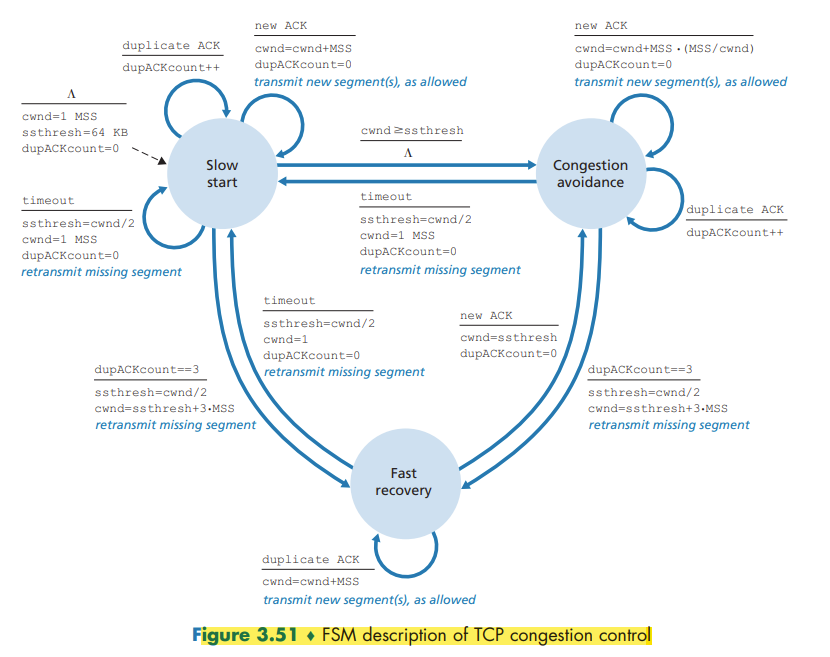 new ACK
cwnd=cwnd+MSS
dupACKcount=0
transmit new segment(s), as allowed
duplicate ACK
dupACKcount++
Λ
cwnd=1 MSS
ssthresh=64 KB
dupACKcount=0
Slow
start
timeout
ssthresh=cwnd/2
cwnd=1 MSS
dupACKcount=0
retransmit missing segment
cwnd≥ssthresh
Λ
timeout
ssthresh=cwnd/2
cwnd=1 MSS
dupACKcount=0
retransmit missing segment
new ACK
cwnd=cwnd+MSS•(MSS/cwnd)
dupACKcount=0
transmit new segment(s), as allowed
Congestion
avoidance
duplicate ACK
dupACKcount++
timeout
ssthresh=cwnd/2
cwnd=1
dupACKcount=0
retransmit missing segment
new ACK
cwnd=ssthresh
dupACKcount=0
dupACKcount==3
ssthresh=cwnd/2
cwnd=ssthresh+3•MSS
retransmit missing segment
dupACKcount==3
ssthresh=cwnd/2
cwnd=ssthresh+3•MSS
retransmit missing segment
Fast
recovery
duplicate ACK
cwnd=cwnd+MSS
transmit new segment(s), as allowed
Figure 3.51 ♦ FSM description of TCP congestion control